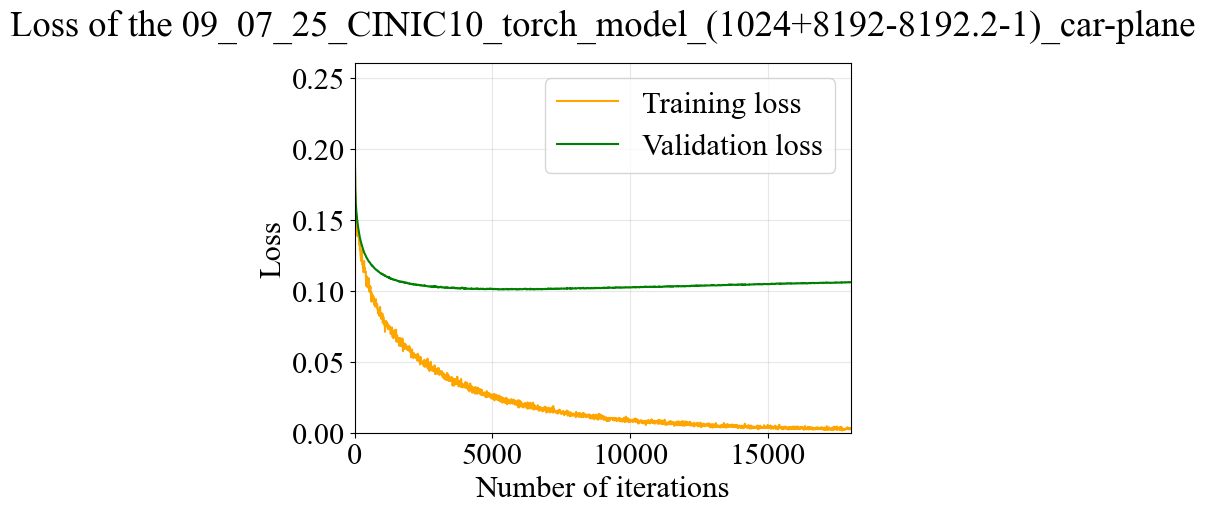 Loss of the 09_07_25_CINIC10_torch_model_(1024+8192-8192.2-1)_car-plane
0.25
0.20
0.15
0.10
0.05
0.00
Loss
Training loss
Validation loss
0 5000 10000 15000
Number of iterations